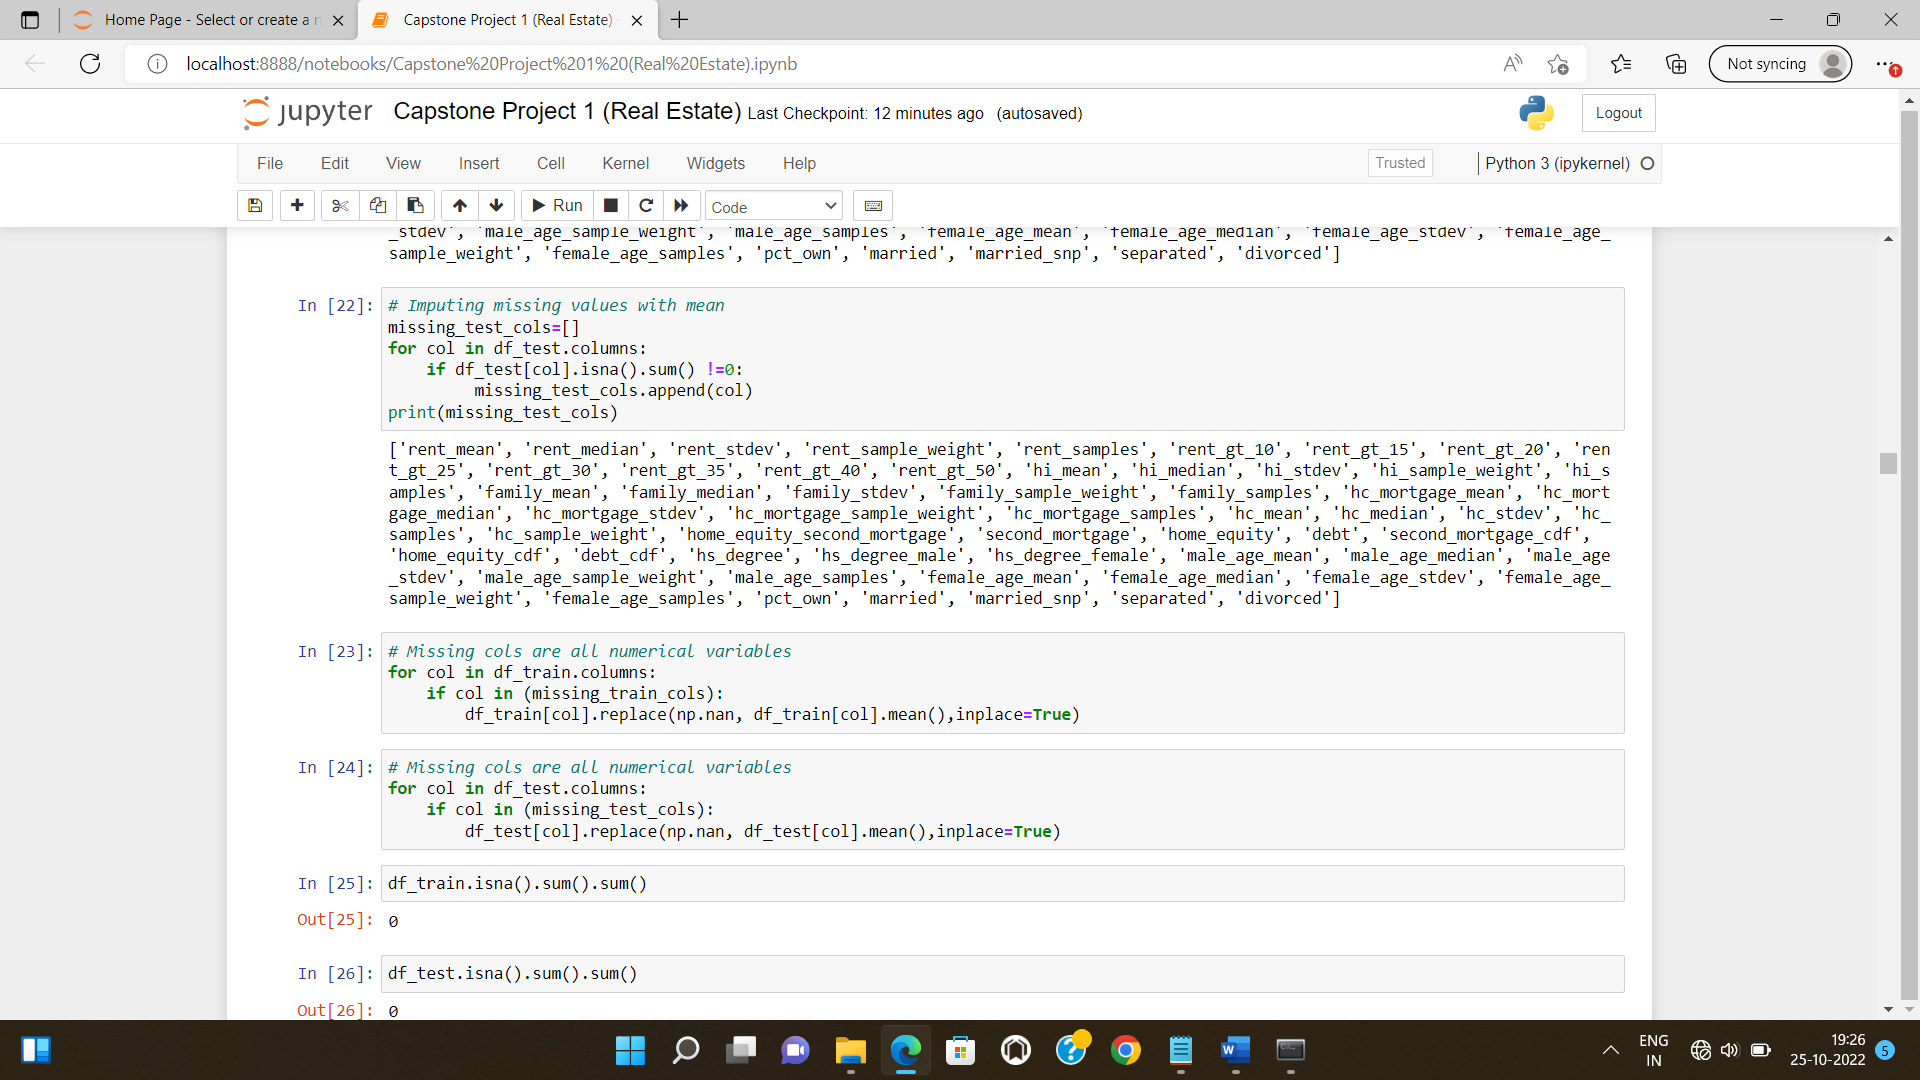 Home Page - Select or create a n
Capstone Project 1 (Real Estate)
localhost:8888/notebooks/Capstone%20Project%201%20(Real%20Estate).ipynb
Not syncing
jupyter Capstone Project 1 (Real Estate) Last Checkpoint: 12 minutes ago (autosaved)
Logout
File Edit View Insert Cell Kernel Widgets Help
Trusted
Python 3 (ipykernel)
Run
Code
_stdev', 'male_age_sample_weight', 'male_age_samples', 'female_age_mean', 'female_age_median', 'female_age_stdev', 'female_age_
sample_weight', 'female_age_samples', 'pct_own', 'married', 'married_snp', 'separated', 'divorced']
In [22]: # Imputing missing values with mean
missing_test_cols=[]
for col in df_test.columns:
    if df_test[col].isna().sum() !=0:
         missing_test_cols.append(col)
print(missing_test_cols)
['rent_mean', 'rent_median', 'rent_stdev', 'rent_sample_weight', 'rent_samples', 'rent_gt_10', 'rent_gt_15', 'rent_gt_20', 'ren
t_gt_25', 'rent_gt_30', 'rent_gt_35', 'rent_gt_40', 'rent_gt_50', 'hi_mean', 'hi_median', 'hi_stdev', 'hi_sample_weight', 'hi_s
amples', 'family_mean', 'family_median', 'family_stdev', 'family_sample_weight', 'family_samples', 'hc_mortgage_mean', 'hc_mort
gage_median', 'hc_mortgage_stdev', 'hc_mortgage_sample_weight', 'hc_mortgage_samples', 'hc_mean', 'hc_median', 'hc_stdev', 'hc_
samples', 'hc_sample_weight', 'home_equity_second_mortgage', 'second_mortgage', 'home_equity', 'debt', 'second_mortgage_cdf',
'home_equity_cdf', 'debt_cdf', 'hs_degree', 'hs_degree_male', 'hs_degree_female', 'male_age_mean', 'male_age_median', 'male_age
_stdev', 'male_age_sample_weight', 'male_age_samples', 'female_age_mean', 'female_age_median', 'female_age_stdev', 'female_age_
sample_weight', 'female_age_samples', 'pct_own', 'married', 'married_snp', 'separated', 'divorced']
In [23]: # Missing cols are all numerical variables
for col in df_train.columns:
    if col in (missing_train_cols):
        df_train[col].replace(np.nan, df_train[col].mean(),inplace=True)
In [24]: # Missing cols are all numerical variables
for col in df_test.columns:
    if col in (missing_test_cols):
        df_test[col].replace(np.nan, df_test[col].mean(),inplace=True)
In [25]: df_train.isna().sum().sum()
Out[25]: 0
In [26]: df_test.isna().sum().sum()
Out[26]: 0
ENG
IN
19:26
25-10-2022
5